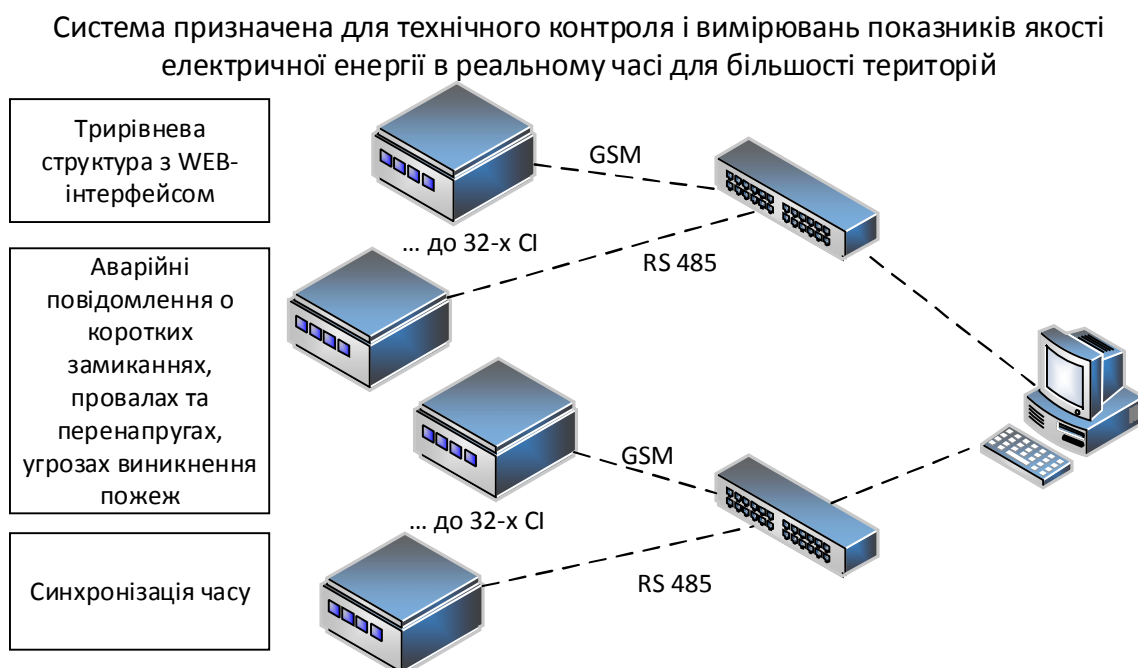 Система призначена для технічного контроля і вимірювань показників якості
електричної енергії в реальному часі для більшості територій
Трирівнева
структура з WEB-
інтерфейсом
Аварійні
повідомлення о
коротких
замиканнях,
провалах та
перенапругах,
угрозах виникнення
пожеж
Синхронізація часу
GSM
... до 32-х СІ
RS 485
GSM
... до 32-х СІ
RS 485